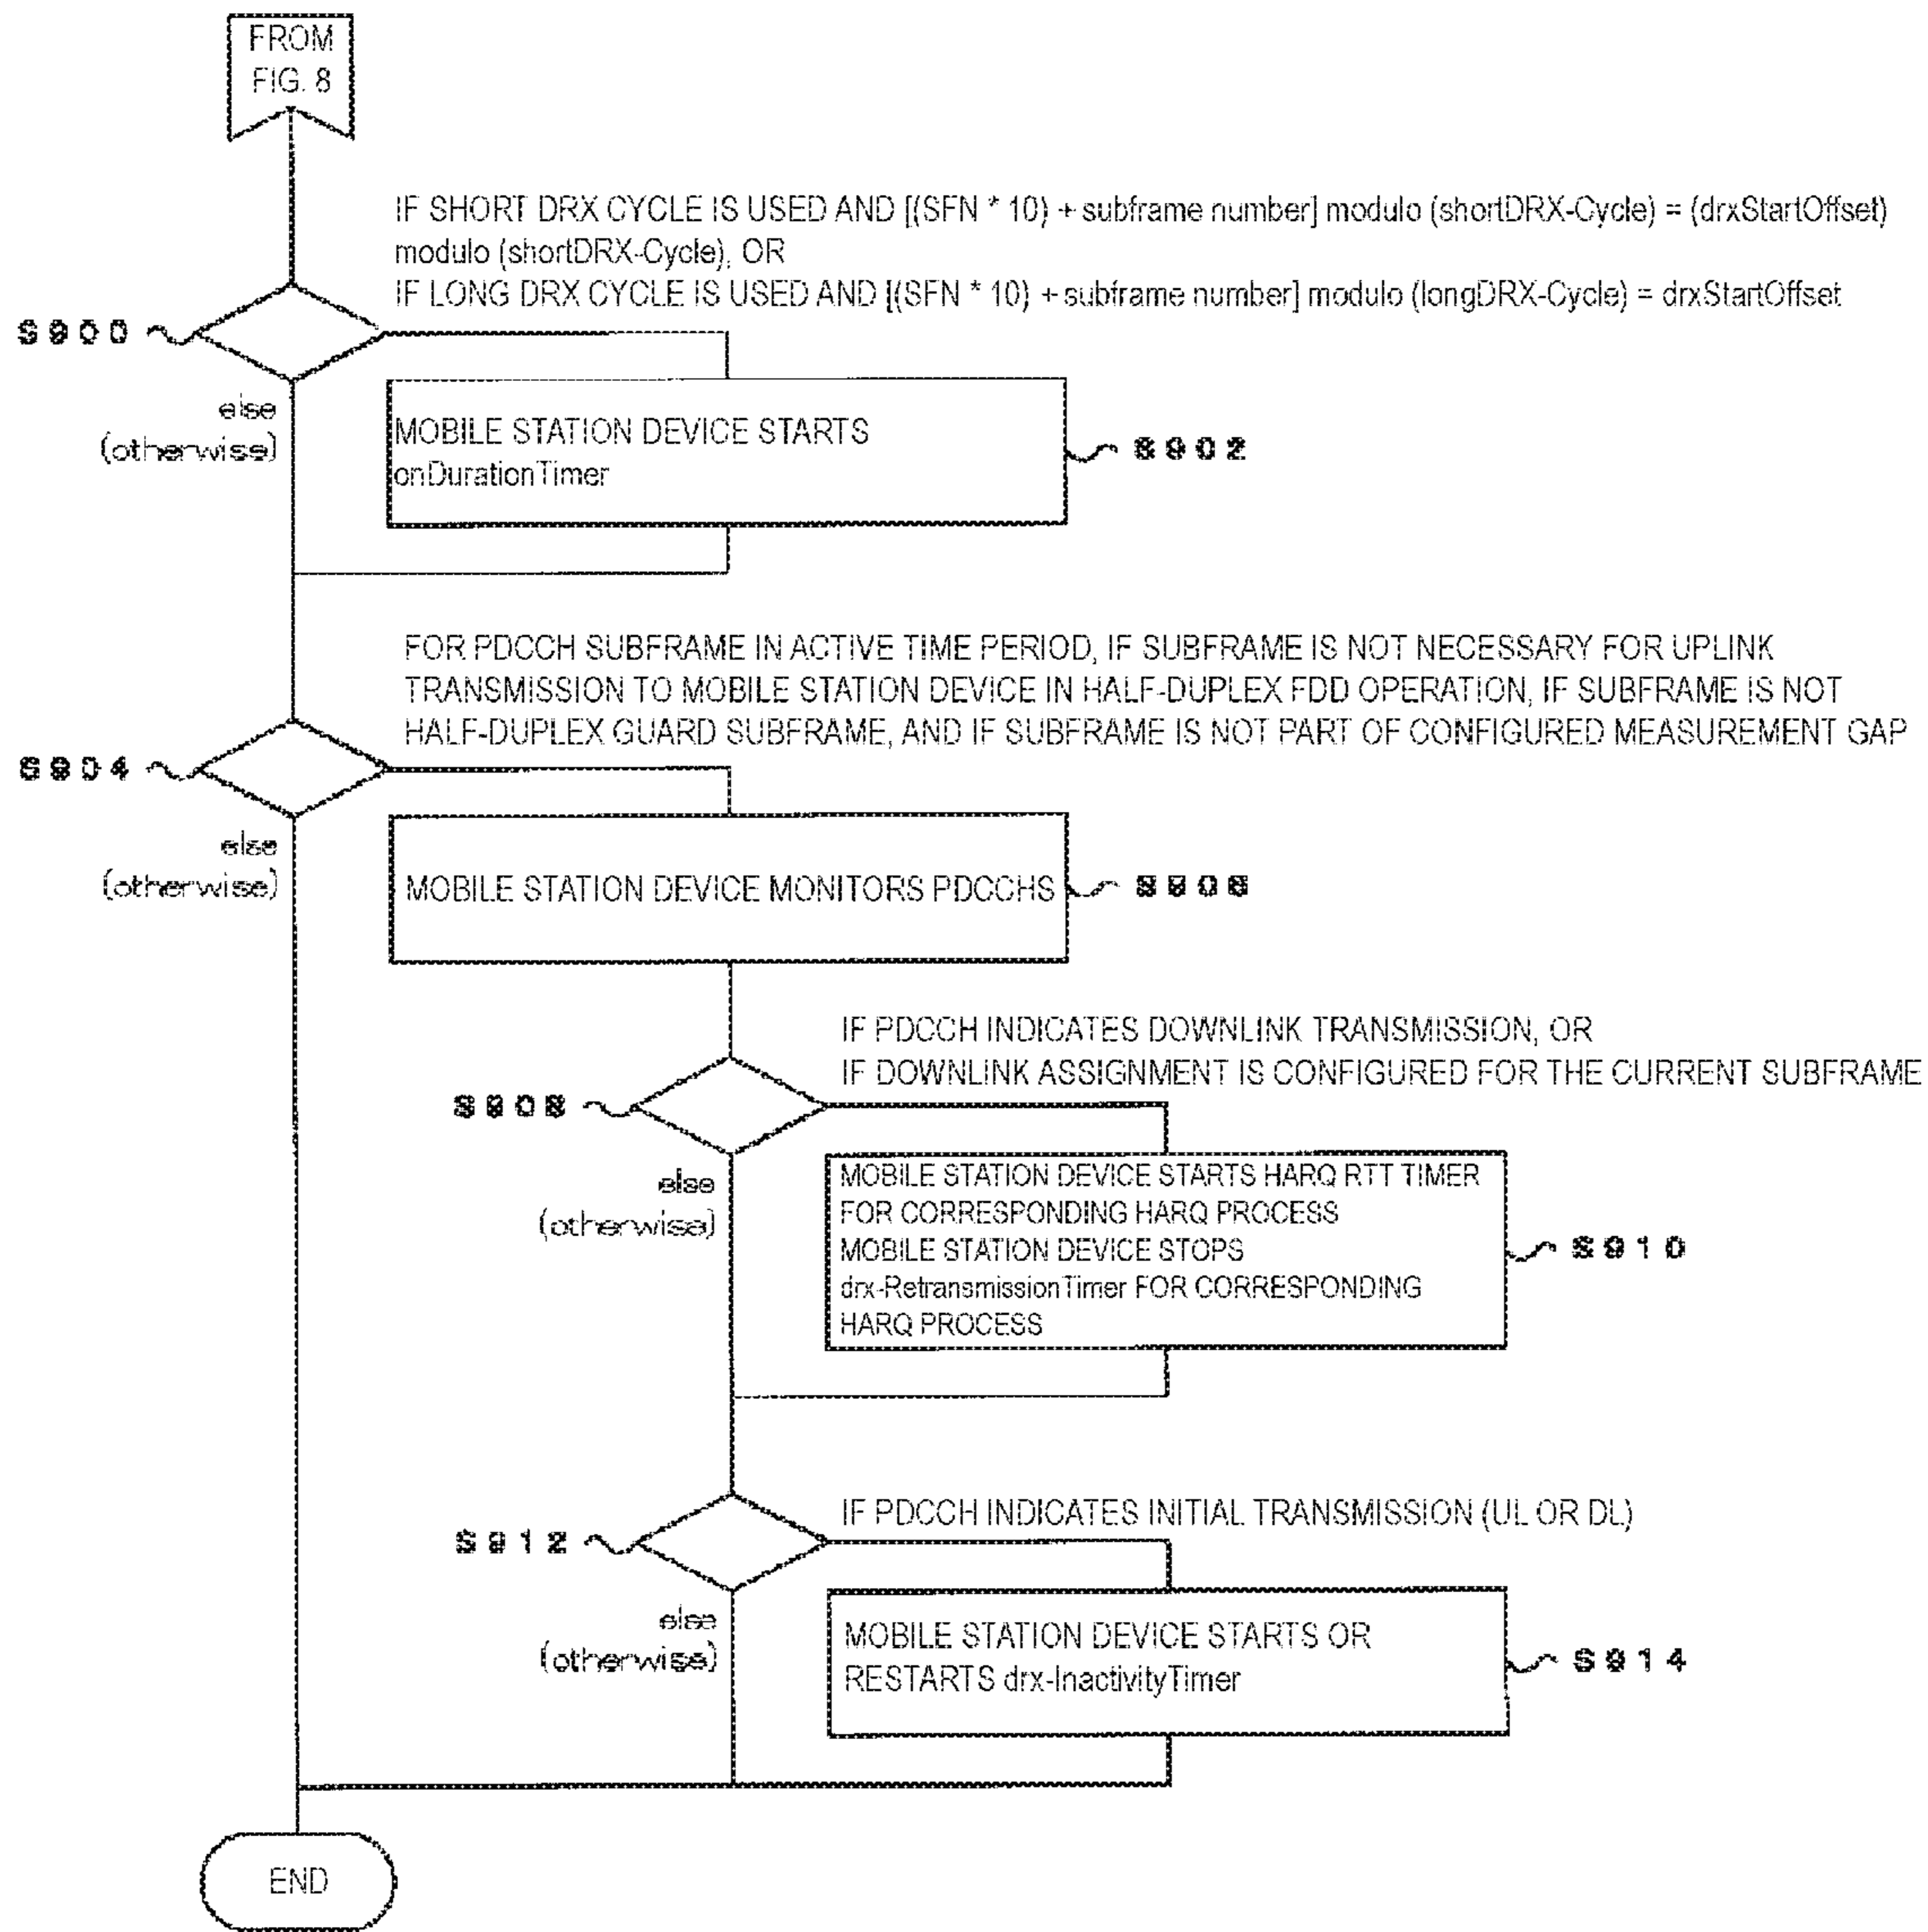 FROM
FIG. 8
IF SHORT DRX CYCLE IS USED AND [(SFN * 10) + subframe number] modulo (shortDRX-Cycle) = (drxStartOffset)
modulo (shortDRX-Cycle), OR
IF LONG DRX CYCLE IS USED AND [(SFN * 10) + subframe number] modulo (longDRX-Cycle) = drxStartOffset
S900
else
(otherwise)
MOBILE STATION DEVICE STARTS
onDurationTimer
S902
FOR PDCCH SUBFRAME IN ACTIVE TIME PERIOD, IF SUBFRAME IS NOT NECESSARY FOR UPLINK
TRANSMISSION TO MOBILE STATION DEVICE IN HALF-DUPLEX FDD OPERATION, IF SUBFRAME IS NOT
HALF-DUPLEX GUARD SUBFRAME, AND IF SUBFRAME IS NOT PART OF CONFIGURED MEASUREMENT GAP
S904
else
(otherwise)
MOBILE STATION DEVICE MONITORS PDCCHS
S906
IF PDCCH INDICATES DOWNLINK TRANSMISSION, OR
IF DOWNLINK ASSIGNMENT IS CONFIGURED FOR THE CURRENT SUBFRAME
S908
else
(otherwise)
MOBILE STATION DEVICE STARTS HARQ RTT TIMER
FOR CORRESPONDING HARQ PROCESS
MOBILE STATION DEVICE STOPS
drx-RetransmissionTimer FOR CORRESPONDING
HARQ PROCESS
S910
IF PDCCH INDICATES INITIAL TRANSMISSION (UL OR DL)
S912
else
(otherwise)
MOBILE STATION DEVICE STARTS OR
RESTARTS drx-InactivityTimer
S914
END